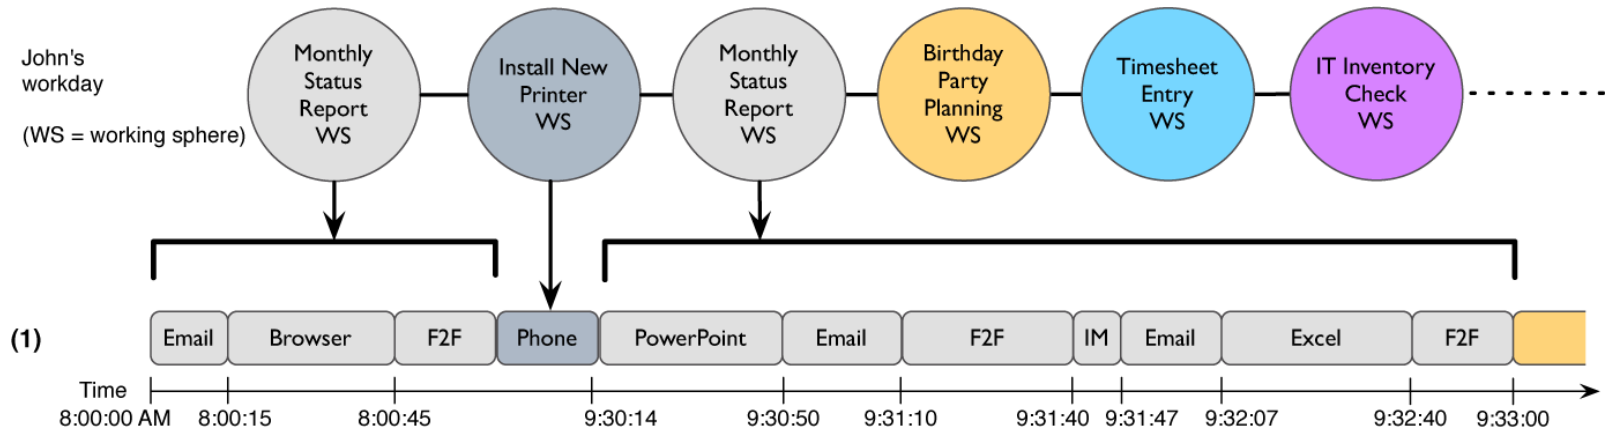 John's
workday
(WS = working sphere)
Monthly
Status
Report
WS
Install New
Printer
WS
Monthly
Status
Report
WS
Birthday
Party
Planning
WS
Timesheet
Entry
WS
IT Inventory
Check
WS
(1)
Email
Browser
F2F
Phone
PowerPoint
Email
F2F
IM
Email
Excel
F2F
Time
8:00:00 AM
8:00:15
8:00:45
9:30:14
9:30:50
9:31:10
9:31:40
9:31:47
9:32:07
9:32:40
9:33:00